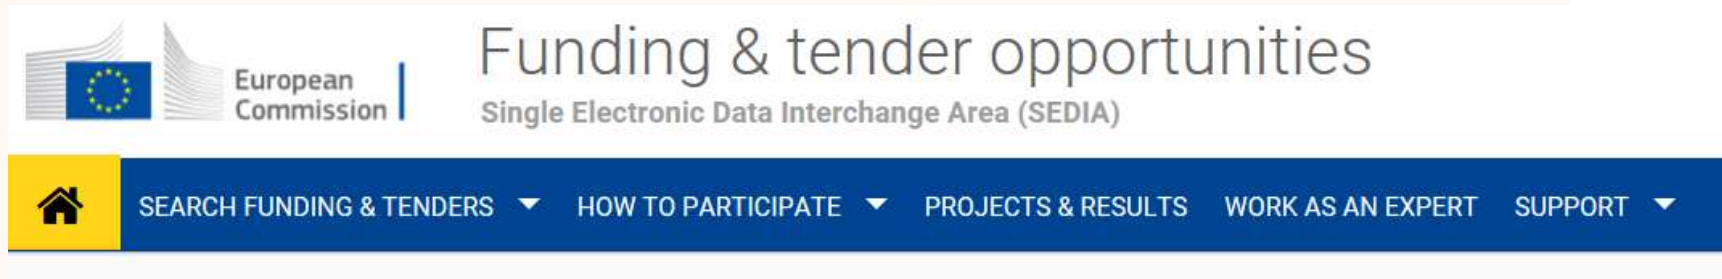 European
Commission
Funding & tender opportunities
Single Electronic Data Interchange Area (SEDIA)
SEARCH FUNDING & TENDERS HOW TO PARTICIPATE PROJECTS & RESULTS WORK AS AN EXPERT SUPPORT